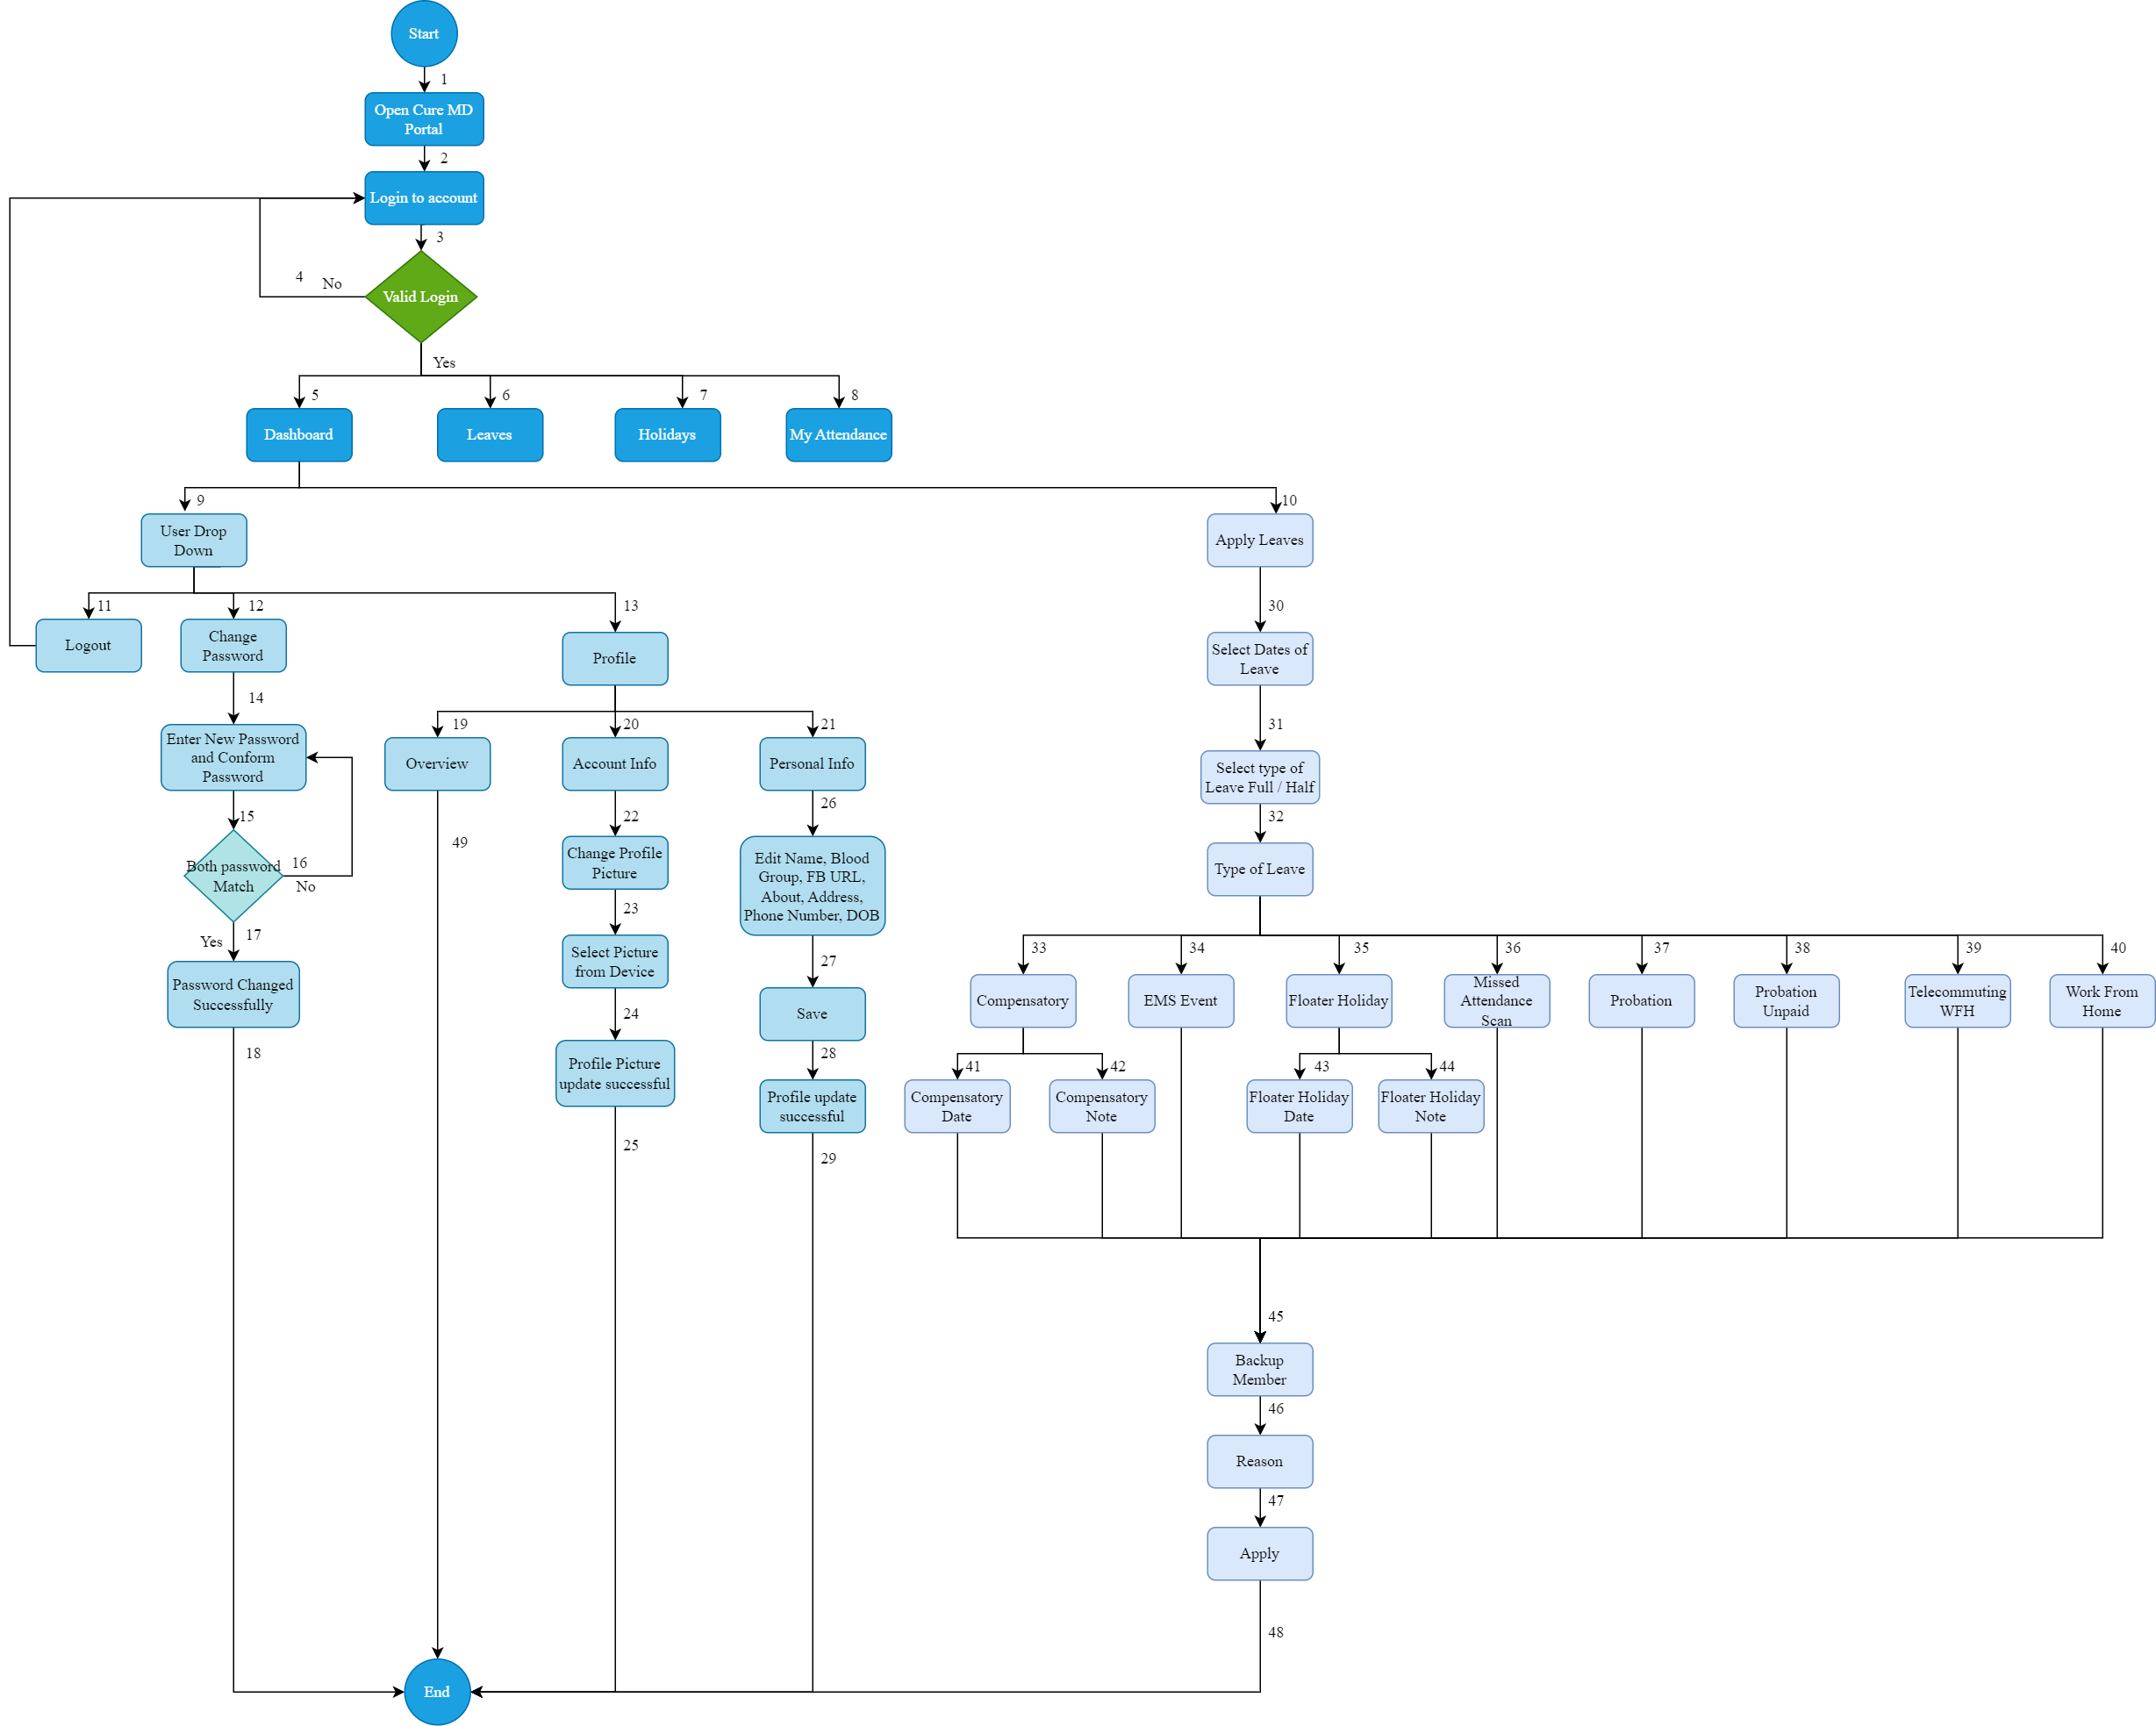 Start
1
Open Cure MD
Portal
2
Login to account
3
4
No
Valid Login
Yes
5
6
7
8
Dashboard
Leaves
Holidays
My Attendance
9
10
User Drop
Down
Apply Leaves
11
12
13
30
Logout
Change
Password
Profile
Select Dates of
Leave
14
19
20
21
31
Enter New Password
and Conform
Password
Overview
Account Info
Personal Info
Select type of
Leave Full / Half
15
22
26
32
49
Both password
Match
16
No
Change Profile
Picture
Edit Name, Blood
Group, FB URL,
About, Address,
Phone Number, DOB
Type of Leave
Yes
17
23
27
33
34
35
36
37
38
39
40
Password Changed
Successfully
Select Picture
from Device
Save
Compensatory
EMS Event
Floater Holiday
Missed
Attendance
Scan
Probation
Probation
Unpaid
Telecommuting
WFH
Work From
Home
18
24
28
41
42
43
44
Profile Picture
update successful
Profile update
successful
Compensatory
Date
Compensatory
Note
Floater Holiday
Date
Floater Holiday
Note
25
29
45
Backup
Member
46
Reason
47
Apply
48
End